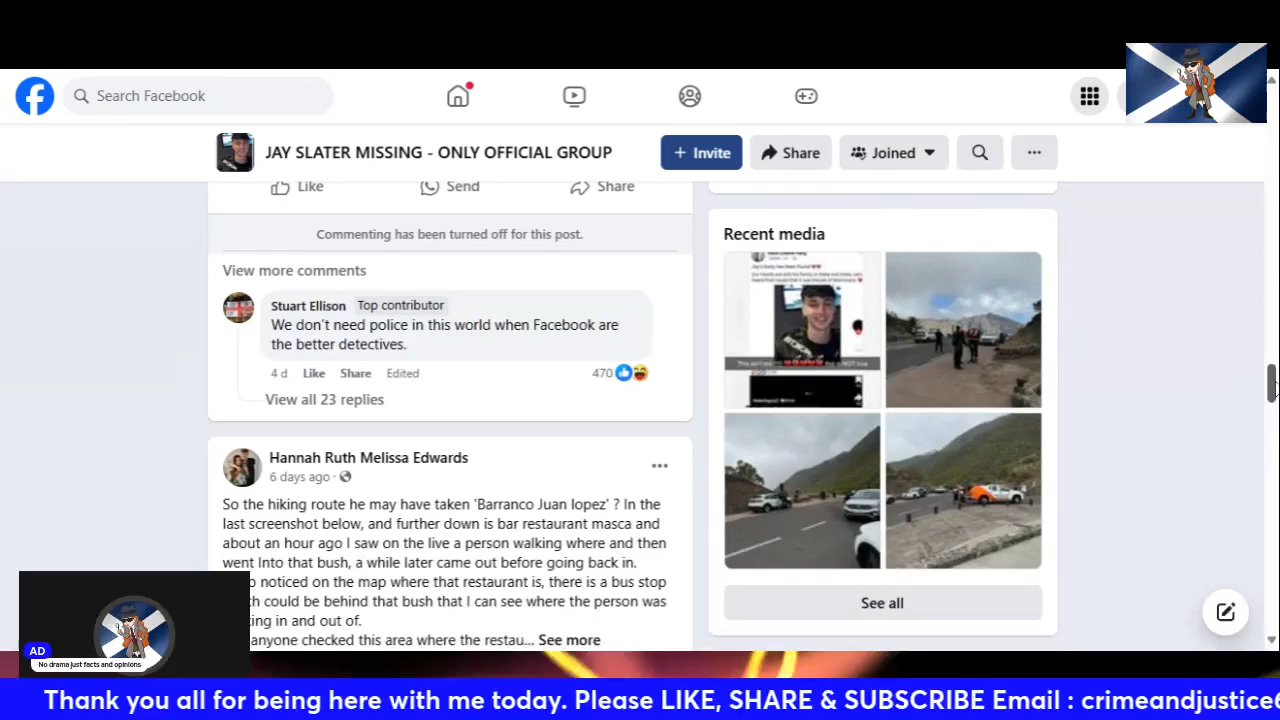 Search Facebook
JAY SLATER MISSING - ONLY OFFICIAL GROUP
+ Invite
Share
Joined
Like
Send
Share
Commenting has been turned off for this post.
View more comments
Stuart Ellison Top contributor
We don't need police in this world when Facebook are
the better detectives.
4 d Like Share Edited 470
View all 23 replies
Hannah Ruth Melissa Edwards
6 days ago ·
So the hiking route he may have taken 'Barranco Juan lopez' ? In the
last screenshot below, and further down is bar restaurant masca and
about an hour ago I saw on the live a person walking where and then
went Into that bush, a while later came out before going back in.
noticed on the map where that restaurant is, there is a bus stop
could be behind that bush that I can see where the person was
in and out of.
anyone checked this area where the restau... See more
Recent media
See all
AD
No drama just facts and opinions
Thank you all for being here with me today. Please LIKE, SHARE & SUBSCRIBE Email : crimeandjustice